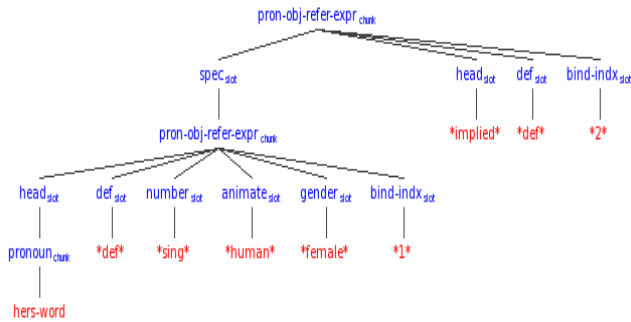 pron-obj-refer-expr chunk
spec slot head slot def slot bind-indx slot
pron-obj-refer-expr chunk *implied* *def* *2*
head slot def slot number slot animate slot gender slot bind-indx slot
pronoun chunk *def* *sing* *human* *female* *1*
hers-word